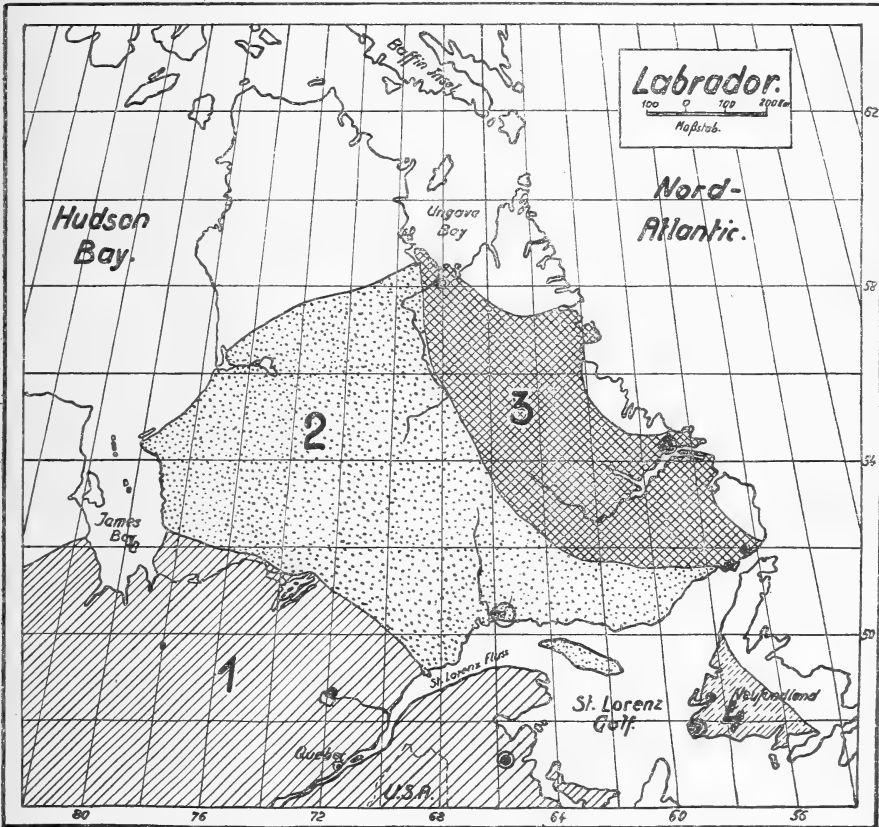 Baffin Insel
Labrador.
100 0 100 200 Km
Maßstab.
62
Hudson
Bay.
Ungava
Bay
Nord-
Atlantic.
58
3
2
54
James
Bay
50
1
St. Lorenz Fluss
St. Lorenz
Golf.
Neufundland
Quebec
U.S.A.
80 76 72 68 64 60 56